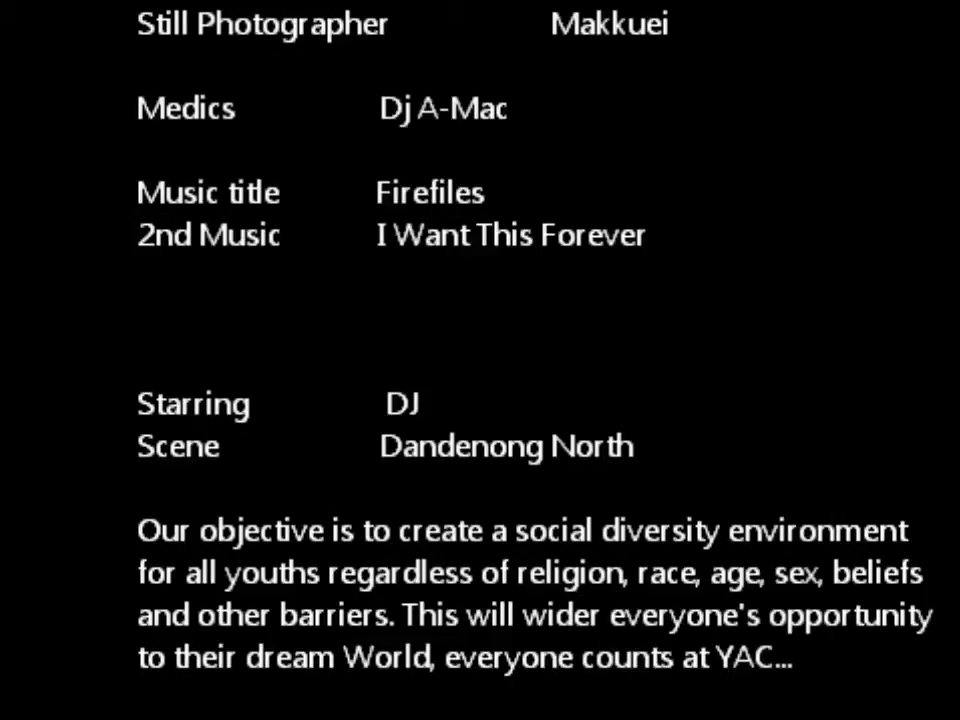 Still Photographer Makkuei
Medics Dj A-Mac
Music title Firefiles
2nd Music I Want This Forever
Starring DJ
Scene Dandenong North
Our objective is to create a social diversity environment
for all youths regardless of religion, race, age, sex, beliefs
and other barriers. This will wider everyone's opportunity
to their dream World, everyone counts at YAC...